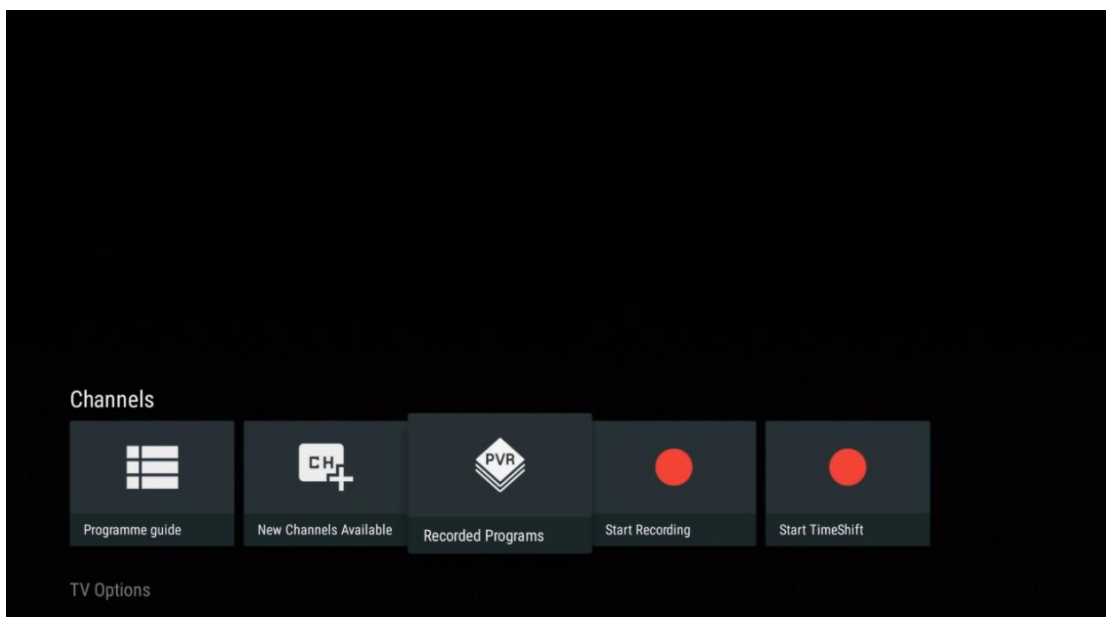 Channels
CH
PVR
Programme guide
New Channels Available
Recorded Programs
Start Recording
Start TimeShift
TV Options